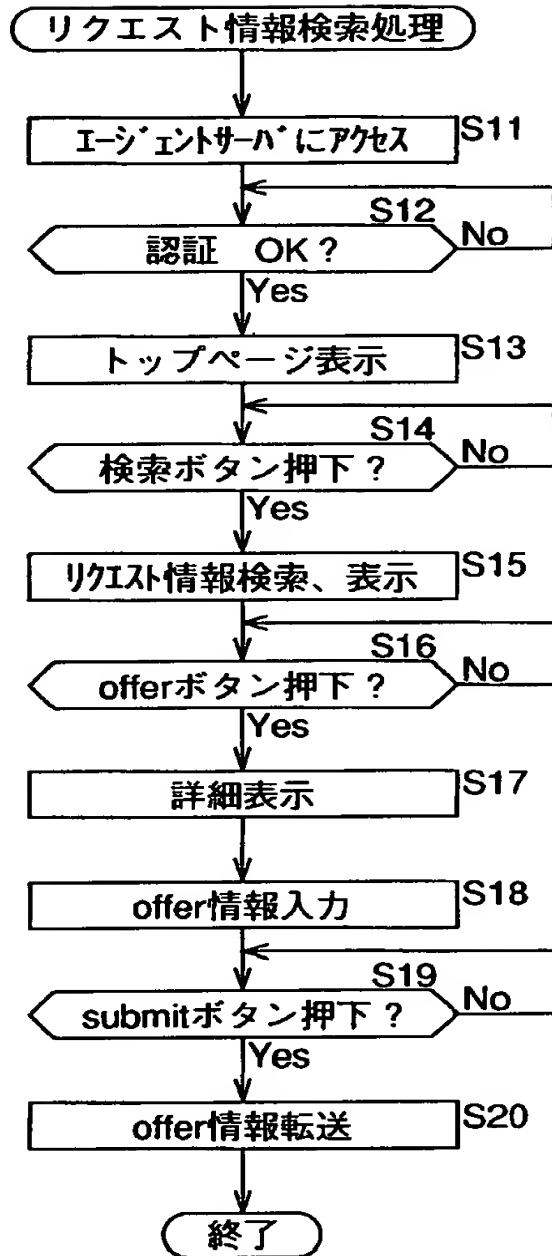 リクエスト情報検索処理
エージェントサーバにアクセス
S11
S12
認証 OK?
No
Yes
トップページ表示
S13
S14
検索ボタン押下?
No
Yes
リクエスト情報検索、表示
S15
S16
offerボタン押下?
No
Yes
詳細表示
S17
offer情報入力
S18
S19
submitボタン押下?
No
Yes
offer情報転送
S20
終了